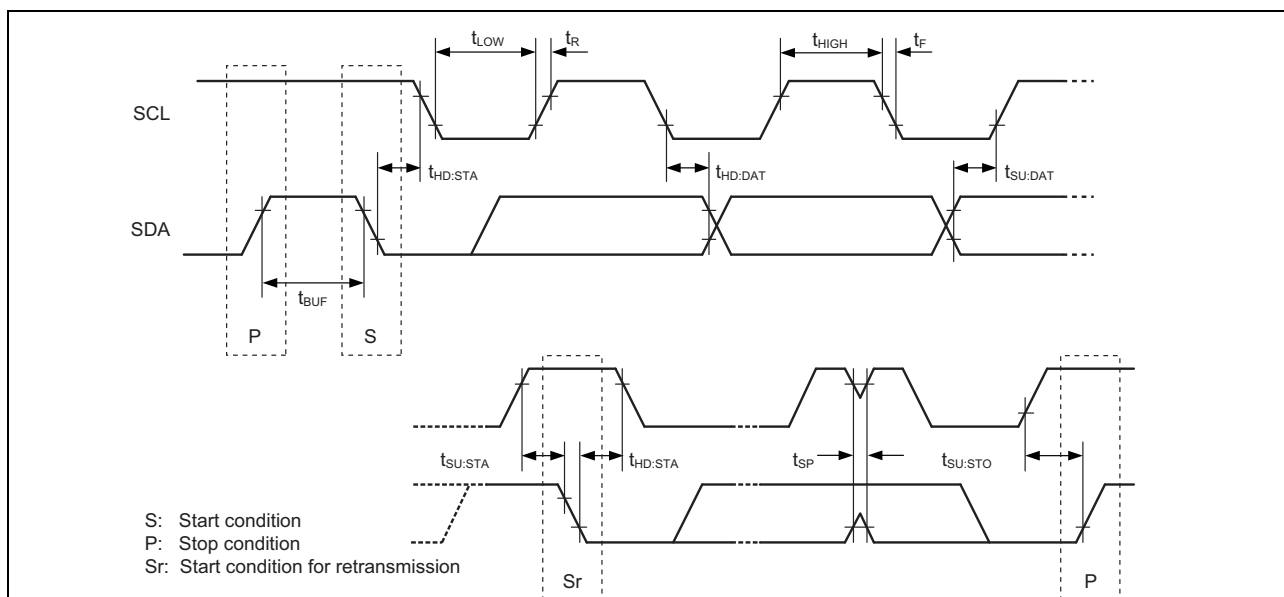 tLOW
tR
tHIGH
tF
SCL
tHD:STA
tHD:DAT
tSU:DAT
SDA
tBUF
P
S
tSU:STA
tHD:STA
tSP
tSU:STO
S: Start condition
P: Stop condition
Sr: Start condition for retransmission
Sr
P